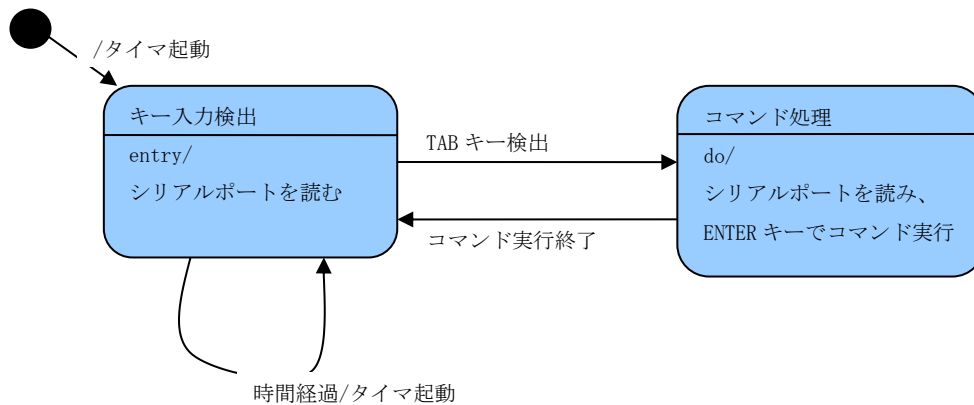 /タイマ起動
キー入力検出
entry/
シリアルポートを読む
TAB キー検出
コマンド実行終了
コマンド処理
do/
シリアルポートを読み、
ENTER キーでコマンド実行
時間経過/タイマ起動